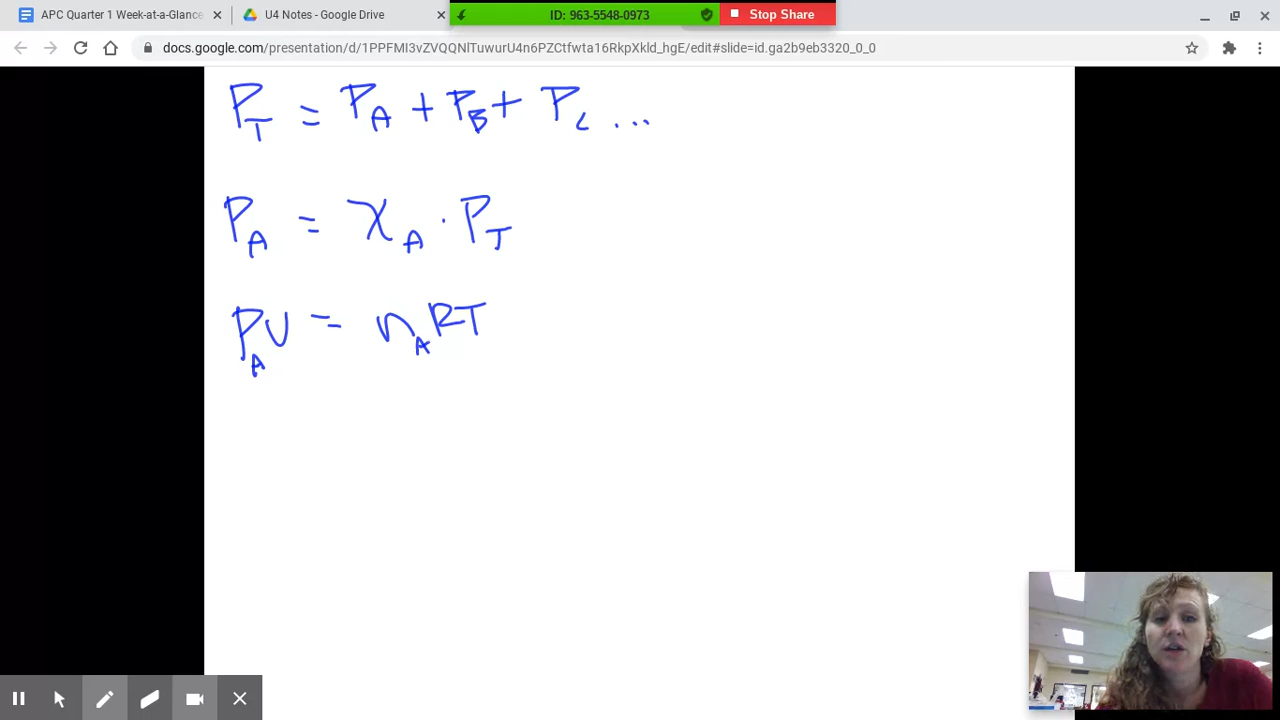 APC Quarter 1 Week-at-a-Glance
U4 Notes - Google Drive
ID: 963-5548-0973
Stop Share
docs.google.com/presentation/d/1PPFMI3vZVQQNlTuwurU4n6PZCtfwta16RkpXkld_hgE/edit#slide=id.ga2b9eb3320_0_0
P_T = P_A + P_B + P_C ...
P_A = χ_A · P_T
P_A V = n_A RT